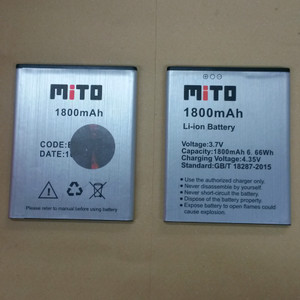 MiTO
1800mAh
CODE:
DATE:1
Please refer to manual before using battery
MiTO
1800mAh
Li-ion Battery
Voltage:3.7V
Capacity:1800mAh 6.66Wh
Charging Voltage:4.35V
Standard:GB/T 18287-2015
Use the authorized charger only.
Never disassemble by yourself.
Never short-circuit the battery.
Dispose of the battery properly.
Expose battery to open flames could
cause explosion.